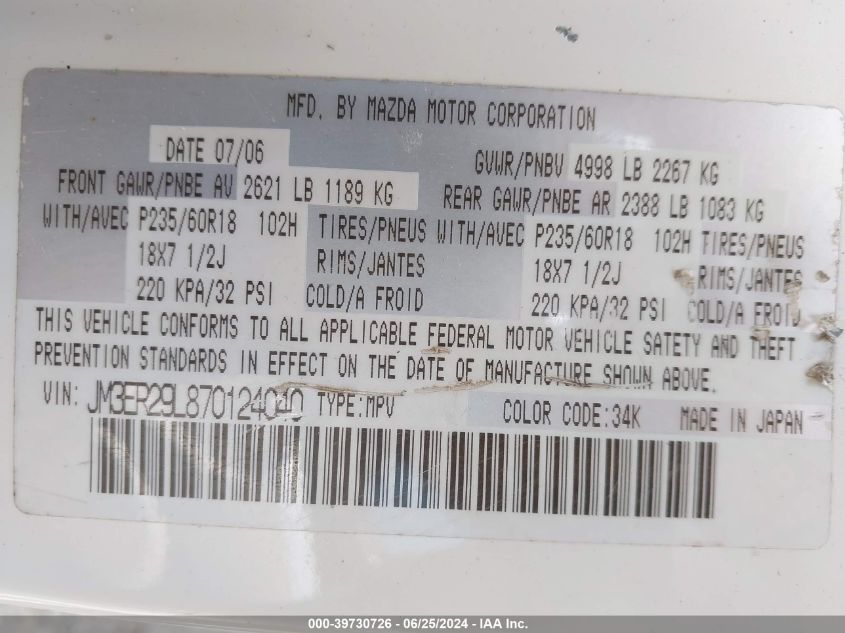 MFD. BY MAZDA MOTOR CORPORATION
DATE 07/06 GVWR/PNBV 4998 LB 2267 KG
FRONT GAWR/PNBE AV 2621 LB 1189 KG REAR GAWR/PNBE AR 2388 LB 1083 KG
WITH/AVEC P235/60R18 102H TIRES/PNEUS WITH/AVEC P235/60R18 102H TIRES/PNEUS
18X7 1/2J RIMS/JANTES 18X7 1/2J RIMS/JANTES
220 KPA/32 PSI COLD/A FROID 220 KPA/32 PSI COLD/A FROID
THIS VEHICLE CONFORMS TO ALL APPLICABLE FEDERAL MOTOR VEHICLE SAFETY AND THEFT
PREVENTION STANDARDS IN EFFECT ON THE DATE OF MANUFACTURE SHOWN ABOVE.
VIN: JM3ER29L870124040 TYPE:MPV COLOR CODE:34K MADE IN JAPAN
000-39730726 - 06/25/2024 - IAA Inc.